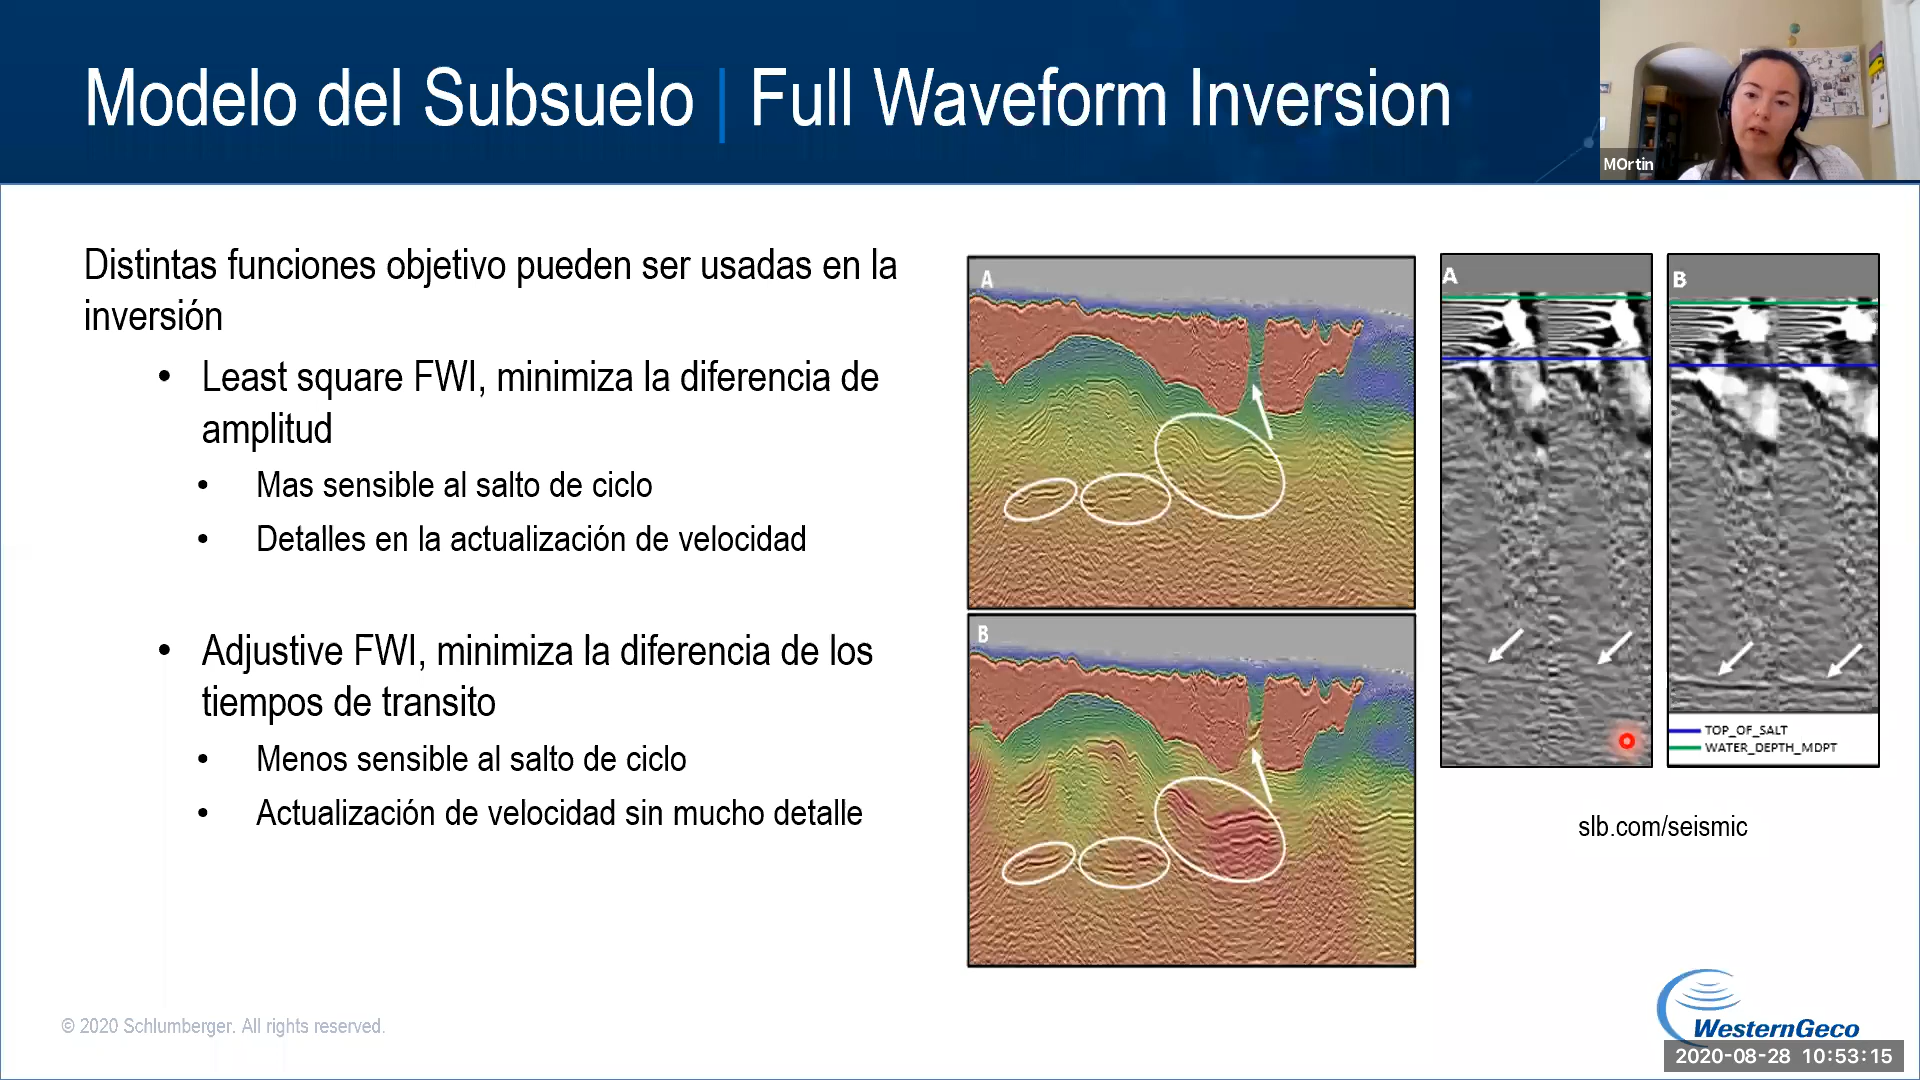 Modelo del Subsuelo | Full Waveform Inversion
MOrtin
Distintas funciones objetivo pueden ser usadas en la
inversión
• Least square FWI, minimiza la diferencia de
amplitud
• Mas sensible al salto de ciclo
• Detalles en la actualización de velocidad
• Adjustive FWI, minimiza la diferencia de los
tiempos de transito
• Menos sensible al salto de ciclo
• Actualización de velocidad sin mucho detalle
A
B
A
B
TOP_OF_SALT
WATER_DEPTH_MDPT
slb.com/seismic
© 2020 Schlumberger. All rights reserved.
WesternGeco
2020-08-28 10:53:15